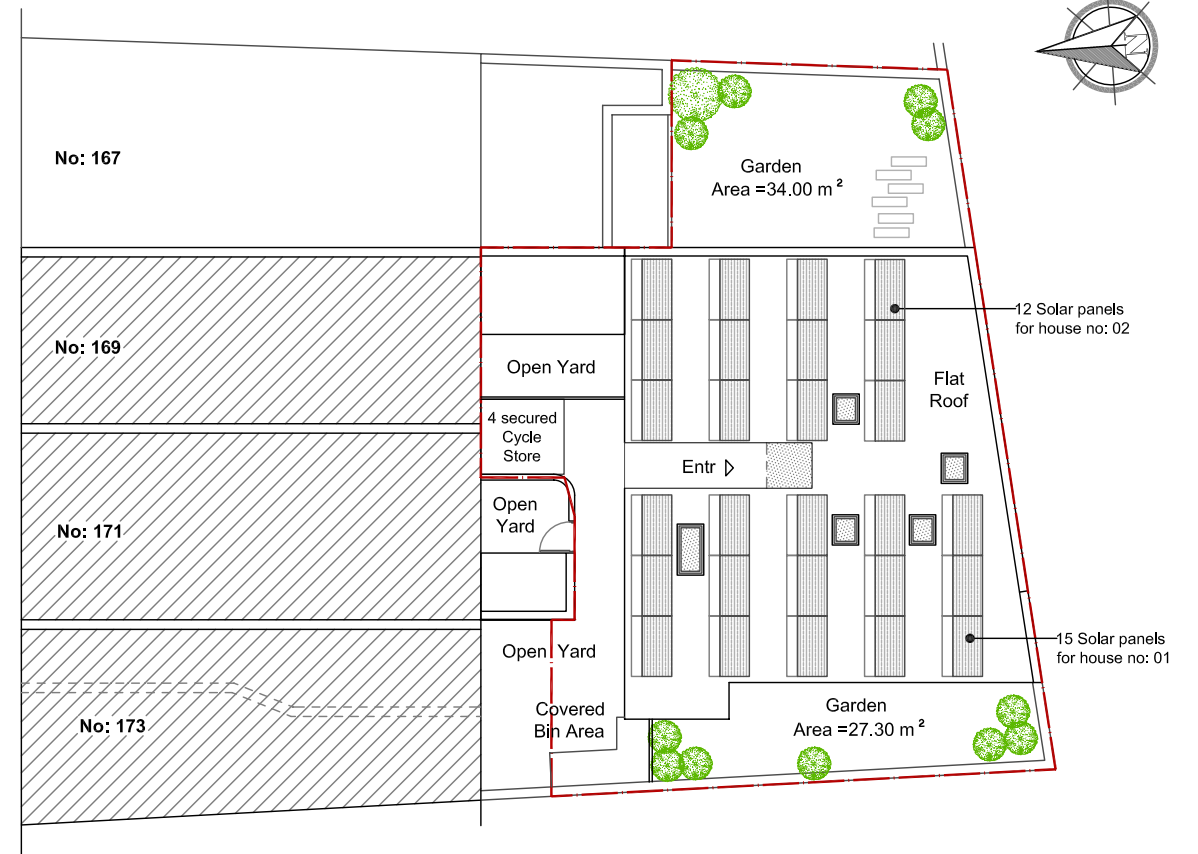 N
No: 167
Garden
Area =34.00 m²
No: 169
Open Yard
12 Solar panels
for house no: 02
Flat
Roof
4 secured
Cycle
Store
Entr
No: 171
Open
Yard
15 Solar panels
for house no: 01
Open Yard
No: 173
Covered
Bin Area
Garden
Area =27.30 m²